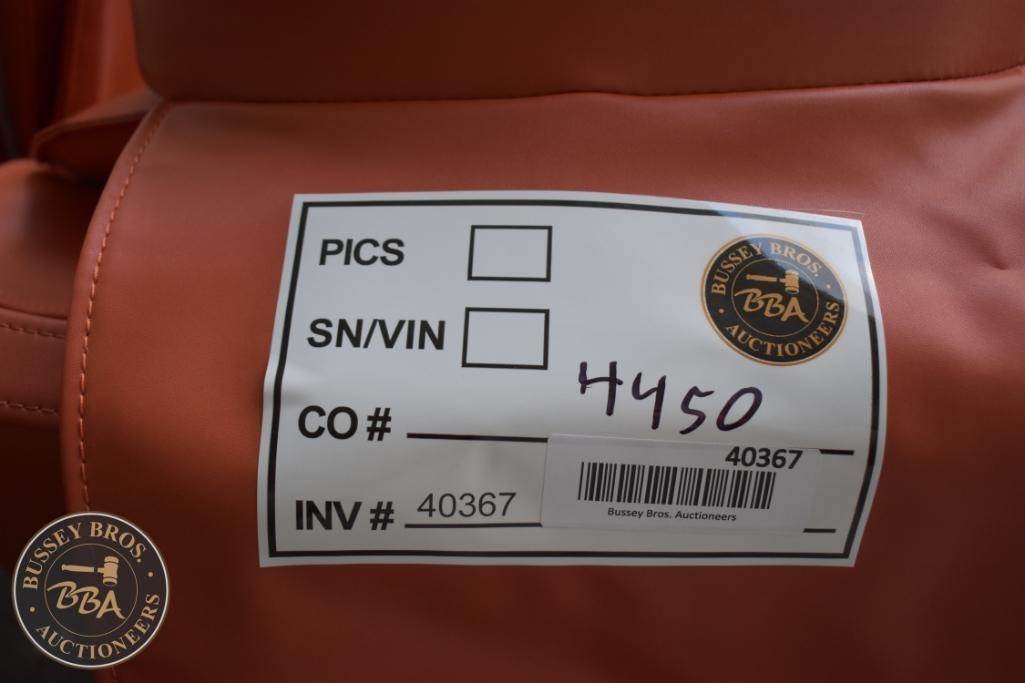 PICS
BUSSEY BROS.
BBA
AUCTIONEERS
SN/VIN
4450
CO #
40367
INV # 40367
Bussey Bros. Auctioneers
BUSSEY BROS.
BBA
AUCTIONEERS